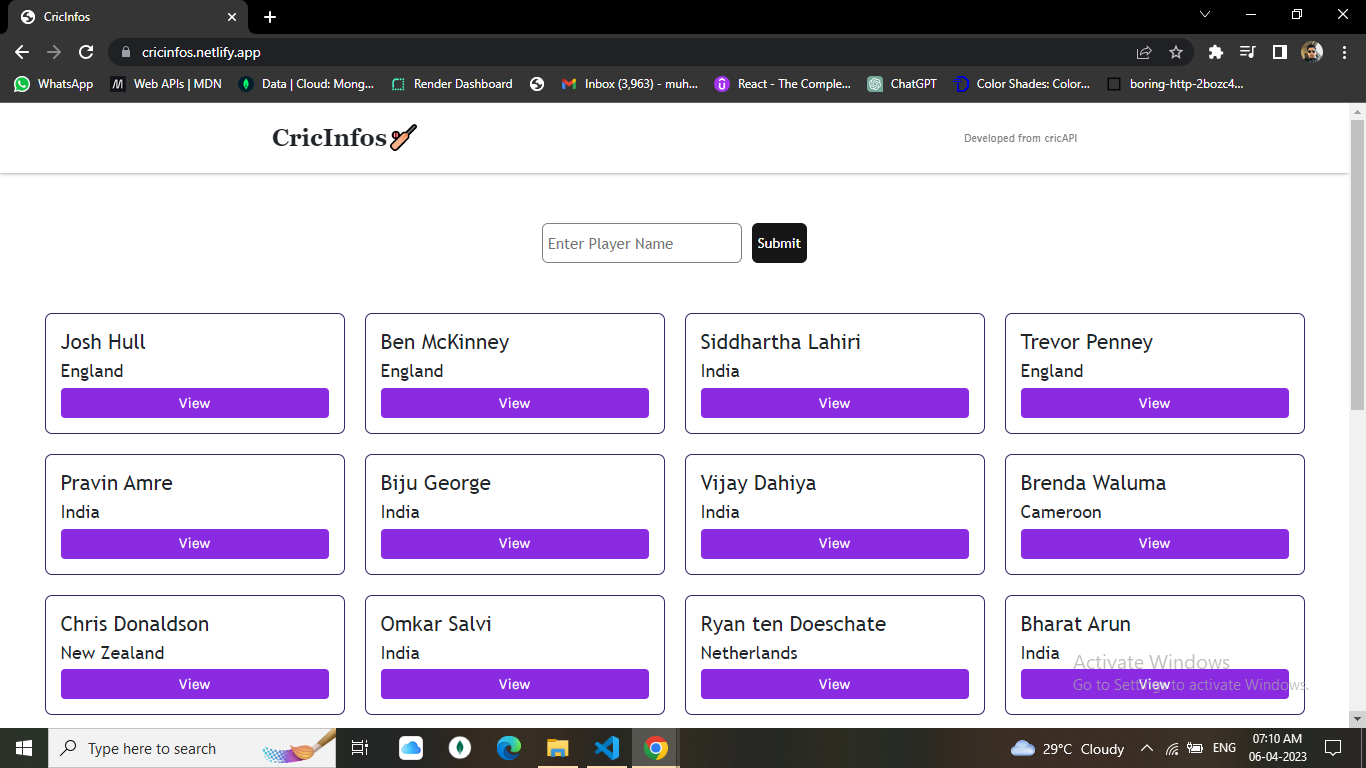 CricInfos
cricinfos.netlify.app
WhatsApp
Web APIs | MDN
Data | Cloud: Mong...
Render Dashboard
Inbox (3,963) - muh...
React - The Comple...
ChatGPT
Color Shades: Color...
boring-http-2bozc4...
CricInfos
Developed from cricAPI
Enter Player Name
Submit
Josh Hull
England
View
Ben McKinney
England
View
Siddhartha Lahiri
India
View
Trevor Penney
England
View
Pravin Amre
India
View
Biju George
India
View
Vijay Dahiya
India
View
Brenda Waluma
Cameroon
View
Chris Donaldson
New Zealand
View
Omkar Salvi
India
View
Ryan ten Doeschate
Netherlands
View
Bharat Arun
India
View
Activate Windows
Go to Settings to activate Windows.
Type here to search
29°C Cloudy
ENG
07:10 AM
06-04-2023